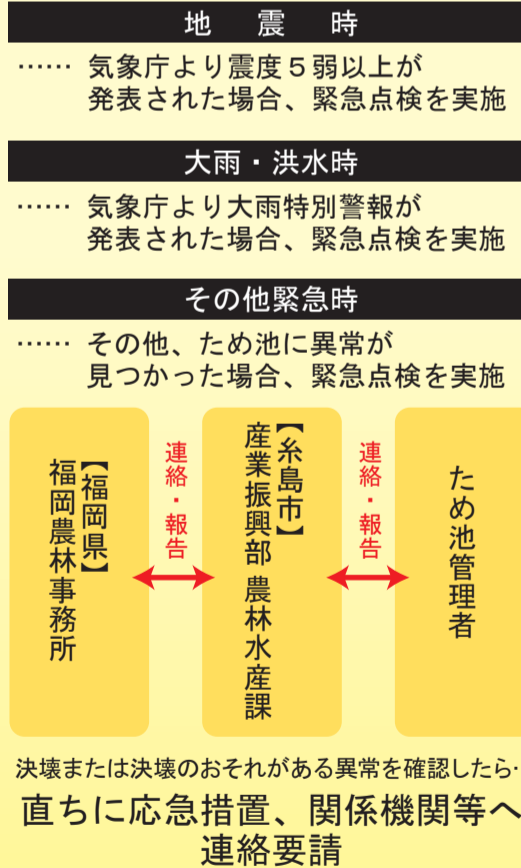 地震時
…… 気象庁より震度５弱以上が
発表された場合、緊急点検を実施
大雨・洪水時
…… 気象庁より大雨特別警報が
発表された場合、緊急点検を実施
その他緊急時
…… その他、ため池に異常が
見つかった場合、緊急点検を実施
【福岡県】
福岡農林事務所
連絡・報告
【糸島市】
産業振興部 農林水産課
連絡・報告
ため池管理者
決壊または決壊のおそれがある異常を確認したら…
直ちに応急措置、関係機関等へ
連絡要請